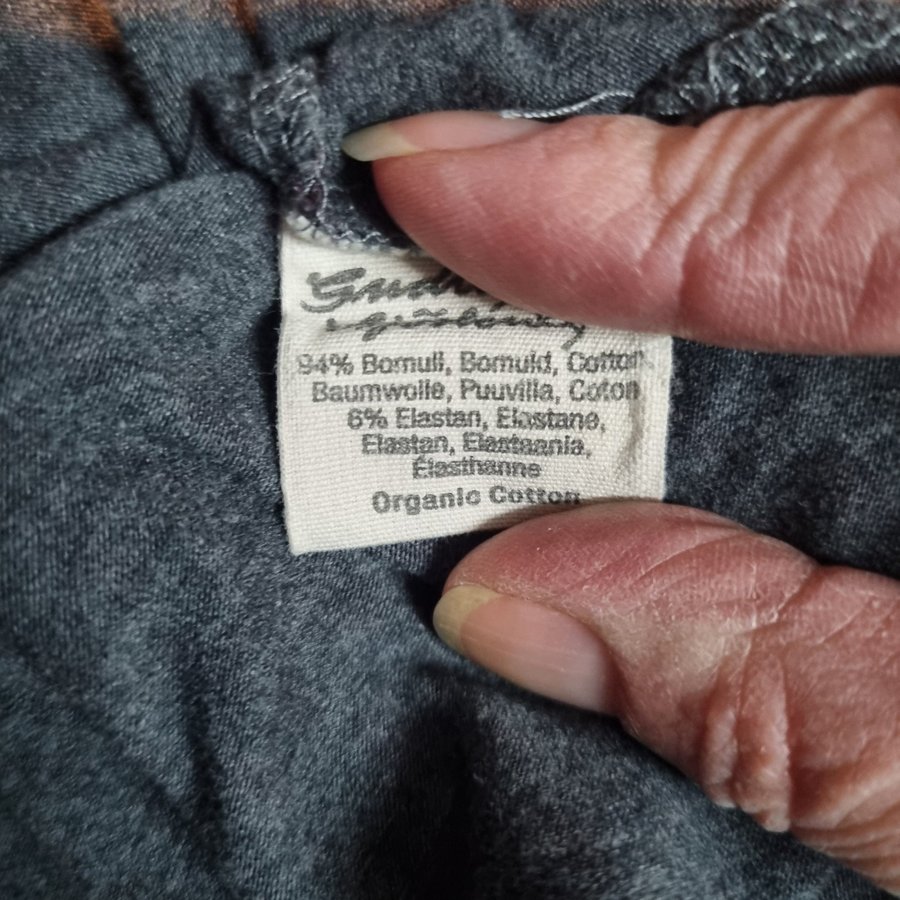 94% Bomull, Bomuld, Cotton
Baumwolle, Puuvilla, Coton
6% Elastan, Elastane,
Elastan, Elastaania,
Élasthanne
Organic Cotton